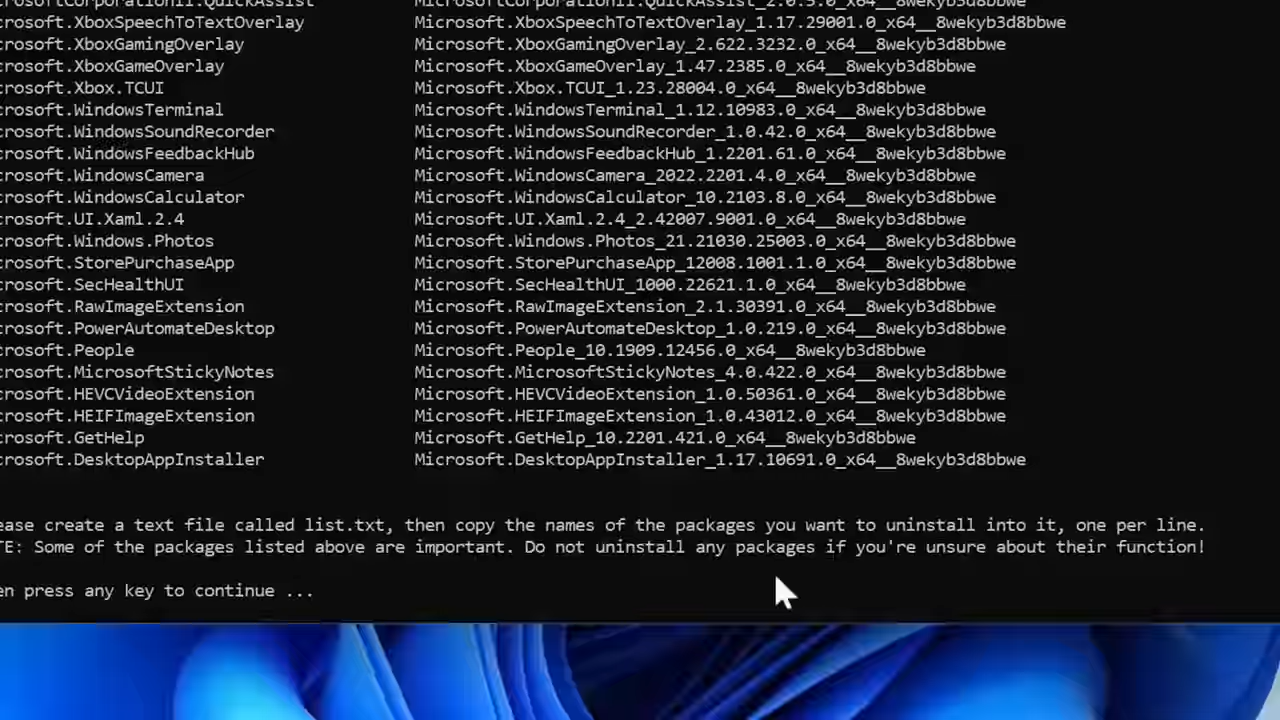 crosoftCorporationII.QuickAssist MicrosoftCorporationII.QuickAssist_2.0.5.0_x64__8wekyb3d8bbwe
crosoft.XboxSpeechToTextOverlay Microsoft.XboxSpeechToTextOverlay_1.17.29001.0_x64__8wekyb3d8bbwe
crosoft.XboxGamingOverlay Microsoft.XboxGamingOverlay_2.622.3232.0_x64__8wekyb3d8bbwe
crosoft.XboxGameOverlay Microsoft.XboxGameOverlay_1.47.2385.0_x64__8wekyb3d8bbwe
crosoft.Xbox.TCUI Microsoft.Xbox.TCUI_1.23.28004.0_x64__8wekyb3d8bbwe
crosoft.WindowsTerminal Microsoft.WindowsTerminal_1.12.10983.0_x64__8wekyb3d8bbwe
crosoft.WindowsSoundRecorder Microsoft.WindowsSoundRecorder_1.0.42.0_x64__8wekyb3d8bbwe
crosoft.WindowsFeedbackHub Microsoft.WindowsFeedbackHub_1.2201.61.0_x64__8wekyb3d8bbwe
crosoft.WindowsCamera Microsoft.WindowsCamera_2022.2201.4.0_x64__8wekyb3d8bbwe
crosoft.WindowsCalculator Microsoft.WindowsCalculator_10.2103.8.0_x64__8wekyb3d8bbwe
crosoft.UI.Xaml.2.4 Microsoft.UI.Xaml.2.4_2.42007.9001.0_x64__8wekyb3d8bbwe
crosoft.Windows.Photos Microsoft.Windows.Photos_21.21030.25003.0_x64__8wekyb3d8bbwe
crosoft.StorePurchaseApp Microsoft.StorePurchaseApp_12008.1001.1.0_x64__8wekyb3d8bbwe
crosoft.SecHealthUI Microsoft.SecHealthUI_1000.22621.1.0_x64__8wekyb3d8bbwe
crosoft.RawImageExtension Microsoft.RawImageExtension_2.1.30391.0_x64__8wekyb3d8bbwe
crosoft.PowerAutomateDesktop Microsoft.PowerAutomateDesktop_1.0.219.0_x64__8wekyb3d8bbwe
crosoft.People Microsoft.People_10.1909.12456.0_x64__8wekyb3d8bbwe
crosoft.MicrosoftStickyNotes Microsoft.MicrosoftStickyNotes_4.0.422.0_x64__8wekyb3d8bbwe
crosoft.HEVCVideoExtension Microsoft.HEVCVideoExtension_1.0.50361.0_x64__8wekyb3d8bbwe
crosoft.HEIFImageExtension Microsoft.HEIFImageExtension_1.0.43012.0_x64__8wekyb3d8bbwe
crosoft.GetHelp Microsoft.GetHelp_10.2201.421.0_x64__8wekyb3d8bbwe
crosoft.DesktopAppInstaller Microsoft.DesktopAppInstaller_1.17.10691.0_x64__8wekyb3d8bbwe
ease create a text file called list.txt, then copy the names of the packages you want to uninstall into it, one per line.
TE: Some of the packages listed above are important. Do not uninstall any packages if you're unsure about their function!
en press any key to continue ...